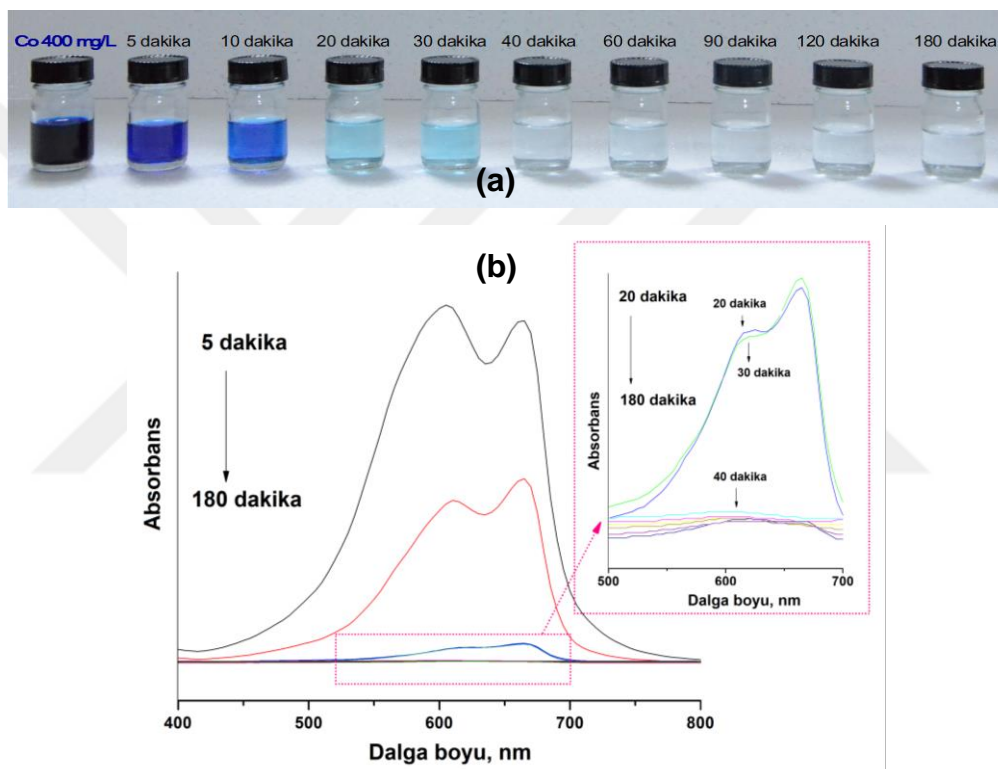 Co 400 mg/L 5 dakika 10 dakika 20 dakika 30 dakika 40 dakika 60 dakika 90 dakika 120 dakika 180 dakika
(a)
(b)
5 dakika
180 dakika
Absorbans
400 500 600 700 800
Dalga boyu, nm
20 dakika
180 dakika
20 dakika
30 dakika
40 dakika
Absorbans
500 600 700
Dalga boyu, nm